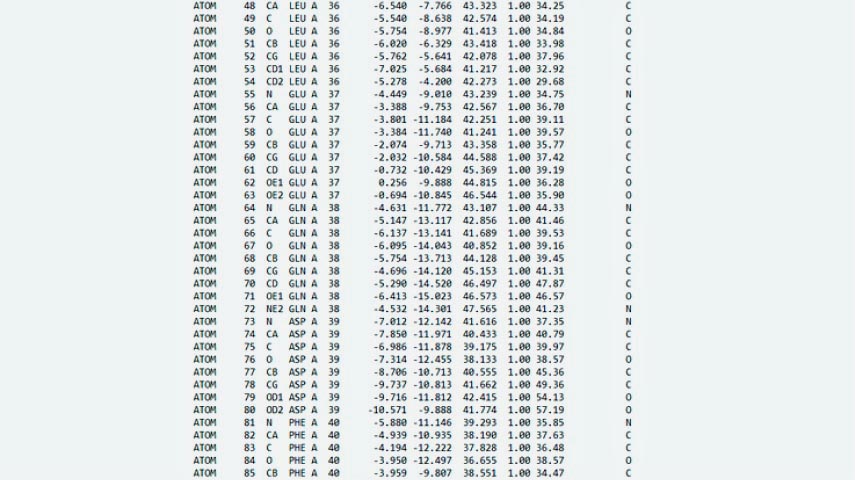 ATOM 48 CA LEU A 36 -6.540 -7.766 43.323 1.00 34.25 C
ATOM 49 C LEU A 36 -5.540 -8.638 42.574 1.00 34.19 C
ATOM 50 O LEU A 36 -5.754 -8.977 41.413 1.00 34.84 O
ATOM 51 CB LEU A 36 -6.020 -6.329 43.418 1.00 33.98 C
ATOM 52 CG LEU A 36 -5.762 -5.641 42.078 1.00 37.96 C
ATOM 53 CD1 LEU A 36 -7.025 -5.684 41.217 1.00 32.92 C
ATOM 54 CD2 LEU A 36 -5.278 -4.200 42.273 1.00 29.68 C
ATOM 55 N GLU A 37 -4.449 -9.010 43.239 1.00 34.75 N
ATOM 56 CA GLU A 37 -3.388 -9.753 42.567 1.00 36.70 C
ATOM 57 C GLU A 37 -3.801 -11.184 42.251 1.00 39.11 C
ATOM 58 O GLU A 37 -3.384 -11.740 41.241 1.00 39.57 O
ATOM 59 CB GLU A 37 -2.074 -9.713 43.358 1.00 35.77 C
ATOM 60 CG GLU A 37 -2.032 -10.584 44.588 1.00 37.42 C
ATOM 61 CD GLU A 37 -0.732 -10.429 45.369 1.00 39.19 C
ATOM 62 OE1 GLU A 37 0.256 -9.888 44.815 1.00 36.28 O
ATOM 63 OE2 GLU A 37 -0.694 -10.845 46.544 1.00 35.90 O
ATOM 64 N GLN A 38 -4.631 -11.772 43.107 1.00 44.33 N
ATOM 65 CA GLN A 38 -5.147 -13.117 42.856 1.00 41.46 C
ATOM 66 C GLN A 38 -6.137 -13.141 41.689 1.00 39.53 C
ATOM 67 O GLN A 38 -6.095 -14.043 40.852 1.00 39.16 O
ATOM 68 CB GLN A 38 -5.754 -13.713 44.128 1.00 39.45 C
ATOM 69 CG GLN A 38 -4.696 -14.120 45.153 1.00 41.31 C
ATOM 70 CD GLN A 38 -5.290 -14.520 46.497 1.00 47.87 C
ATOM 71 OE1 GLN A 38 -6.413 -15.023 46.573 1.00 46.57 O
ATOM 72 NE2 GLN A 38 -4.532 -14.301 47.565 1.00 41.23 N
ATOM 73 N ASP A 39 -7.012 -12.142 41.616 1.00 37.35 N
ATOM 74 CA ASP A 39 -7.850 -11.971 40.433 1.00 40.79 C
ATOM 75 C ASP A 39 -6.986 -11.878 39.175 1.00 39.97 C
ATOM 76 O ASP A 39 -7.314 -12.455 38.133 1.00 38.57 O
ATOM 77 CB ASP A 39 -8.706 -10.713 40.555 1.00 45.36 C
ATOM 78 CG ASP A 39 -9.737 -10.813 41.662 1.00 49.36 C
ATOM 79 OD1 ASP A 39 -9.716 -11.812 42.415 1.00 54.13 O
ATOM 80 OD2 ASP A 39 -10.571 -9.888 41.774 1.00 57.19 O
ATOM 81 N PHE A 40 -5.880 -11.146 39.293 1.00 35.85 N
ATOM 82 CA PHE A 40 -4.939 -10.935 38.190 1.00 37.63 C
ATOM 83 C PHE A 40 -4.194 -12.222 37.828 1.00 36.48 C
ATOM 84 O PHE A 40 -3.950 -12.497 36.655 1.00 38.57 O
ATOM 85 CB PHE A 40 -3.959 -9.807 38.551 1.00 34.47 C